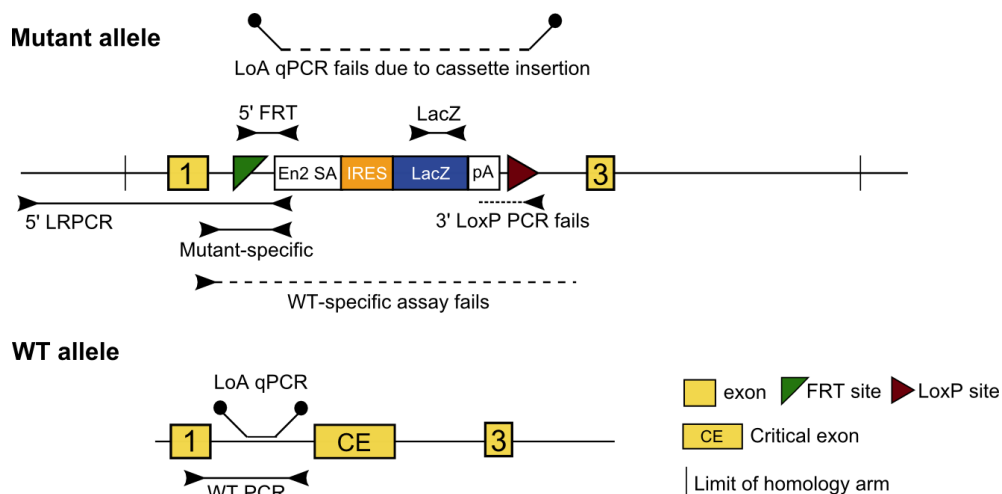 Mutant allele
LoA qPCR fails due to cassette insertion
5' FRT
LacZ
1
En2 SA
IRES
LacZ
pA
3
5' LRPCR
3' LoxP PCR fails
Mutant-specific
WT-specific assay fails
WT allele
LoA qPCR
1
CE
3
WT PCR
exon
FRT site
LoxP site
CE
Critical exon
Limit of homology arm